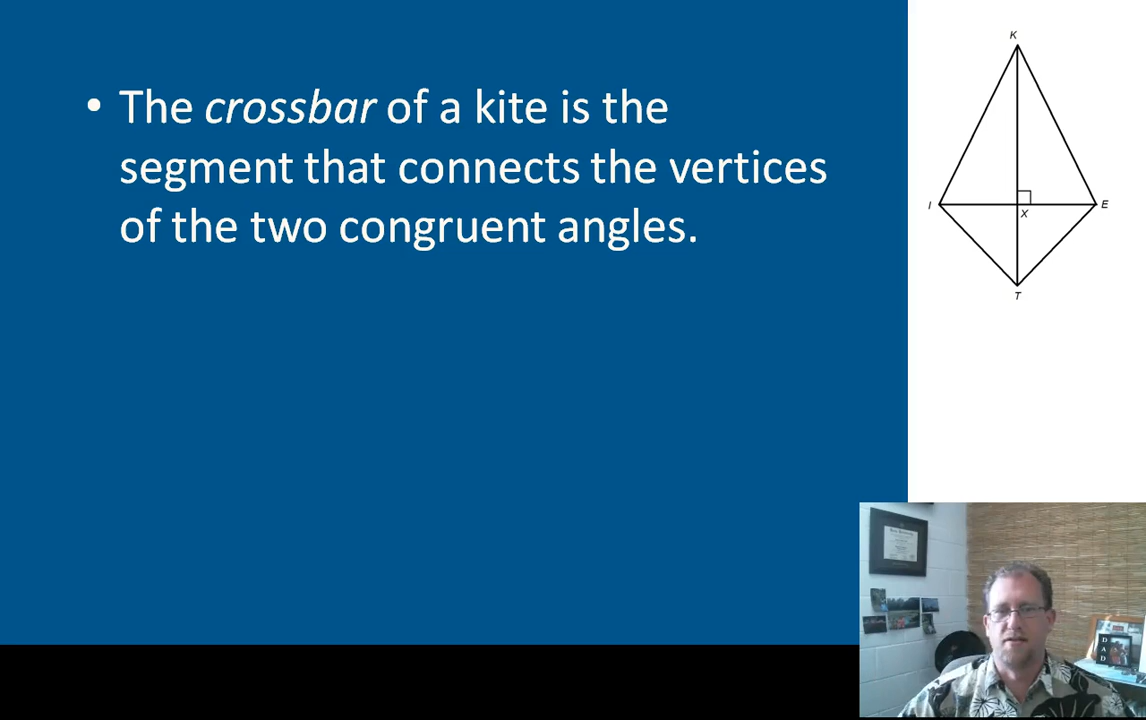 • The crossbar of a kite is the
segment that connects the vertices
of the two congruent angles.
K
I
E
X
T
D
A
D